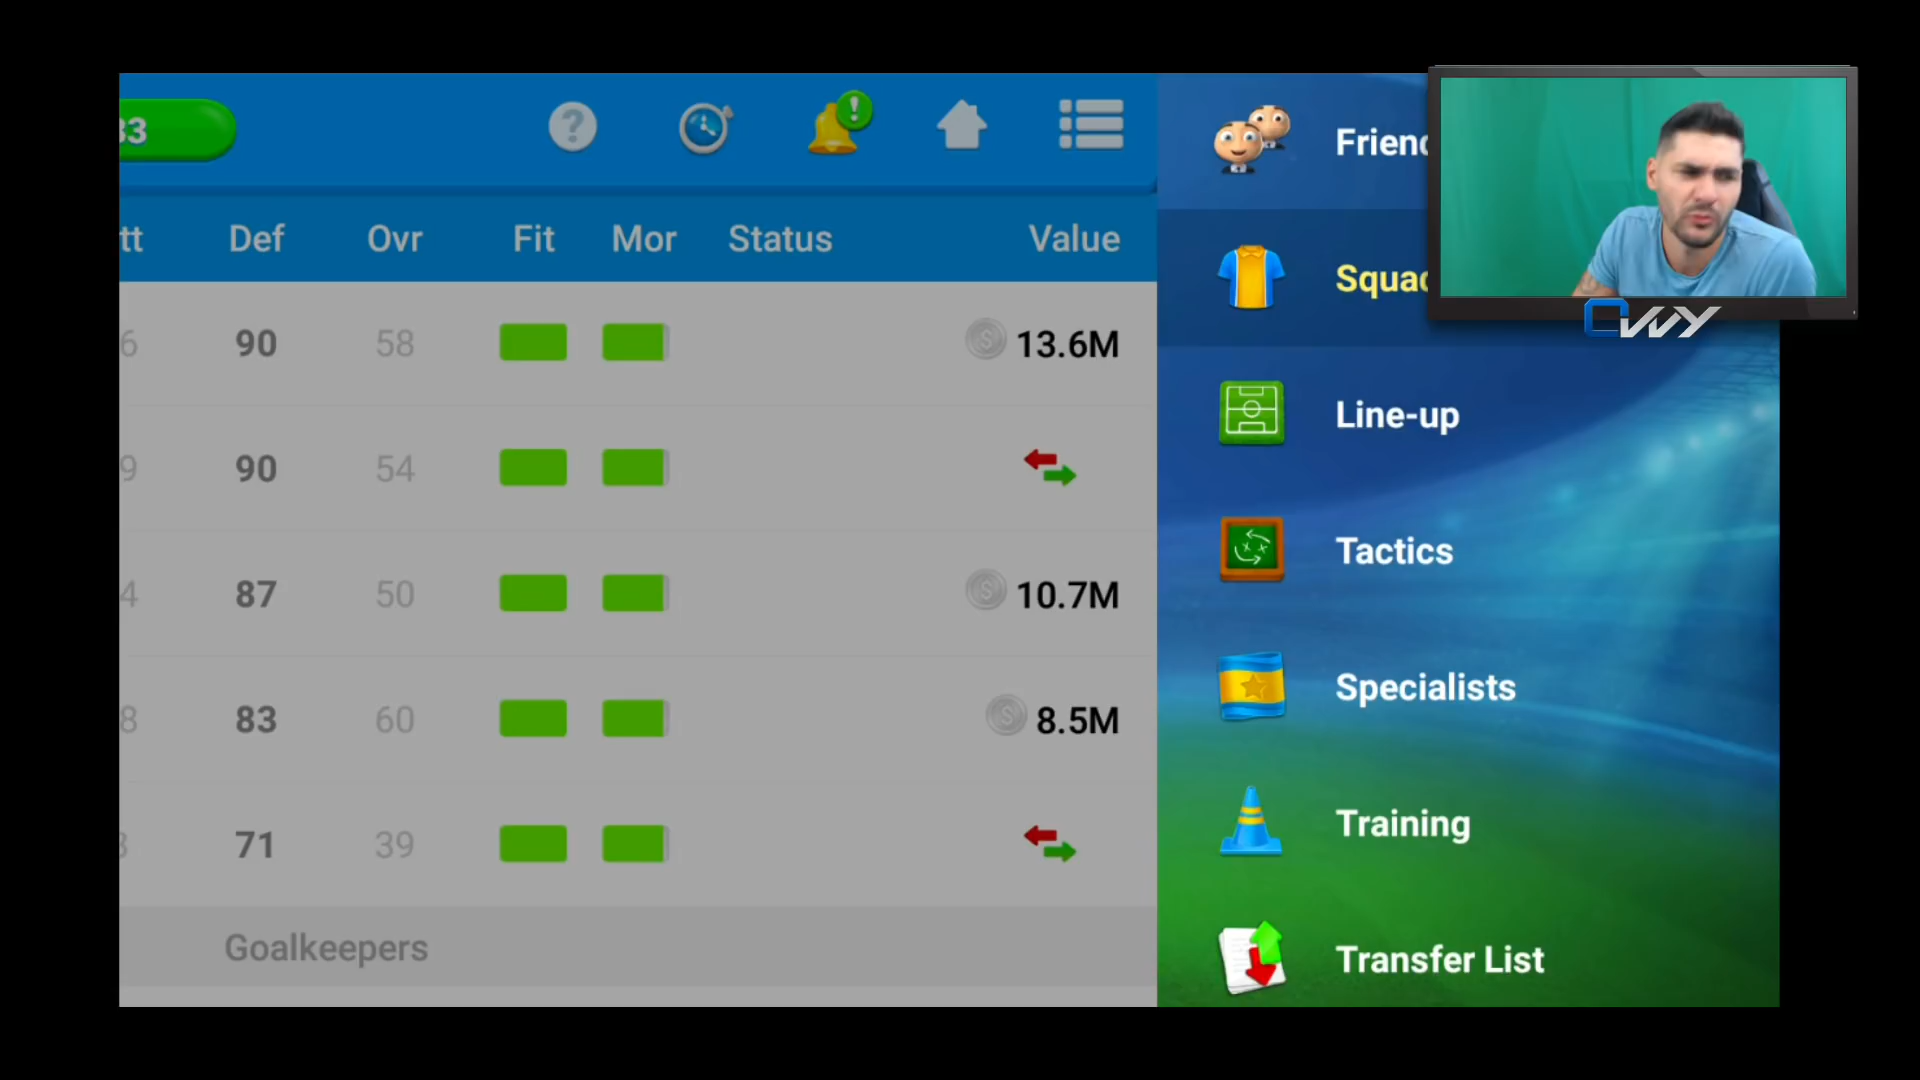 33
?
!
tt Def Ovr Fit Mor Status Value
6 90 58 13.6M
9 90 54
4 87 50 10.7M
8 83 60 8.5M
3 71 39
Goalkeepers
Friend
Squad
Line-up
Tactics
Specialists
Training
Transfer List
OVVY